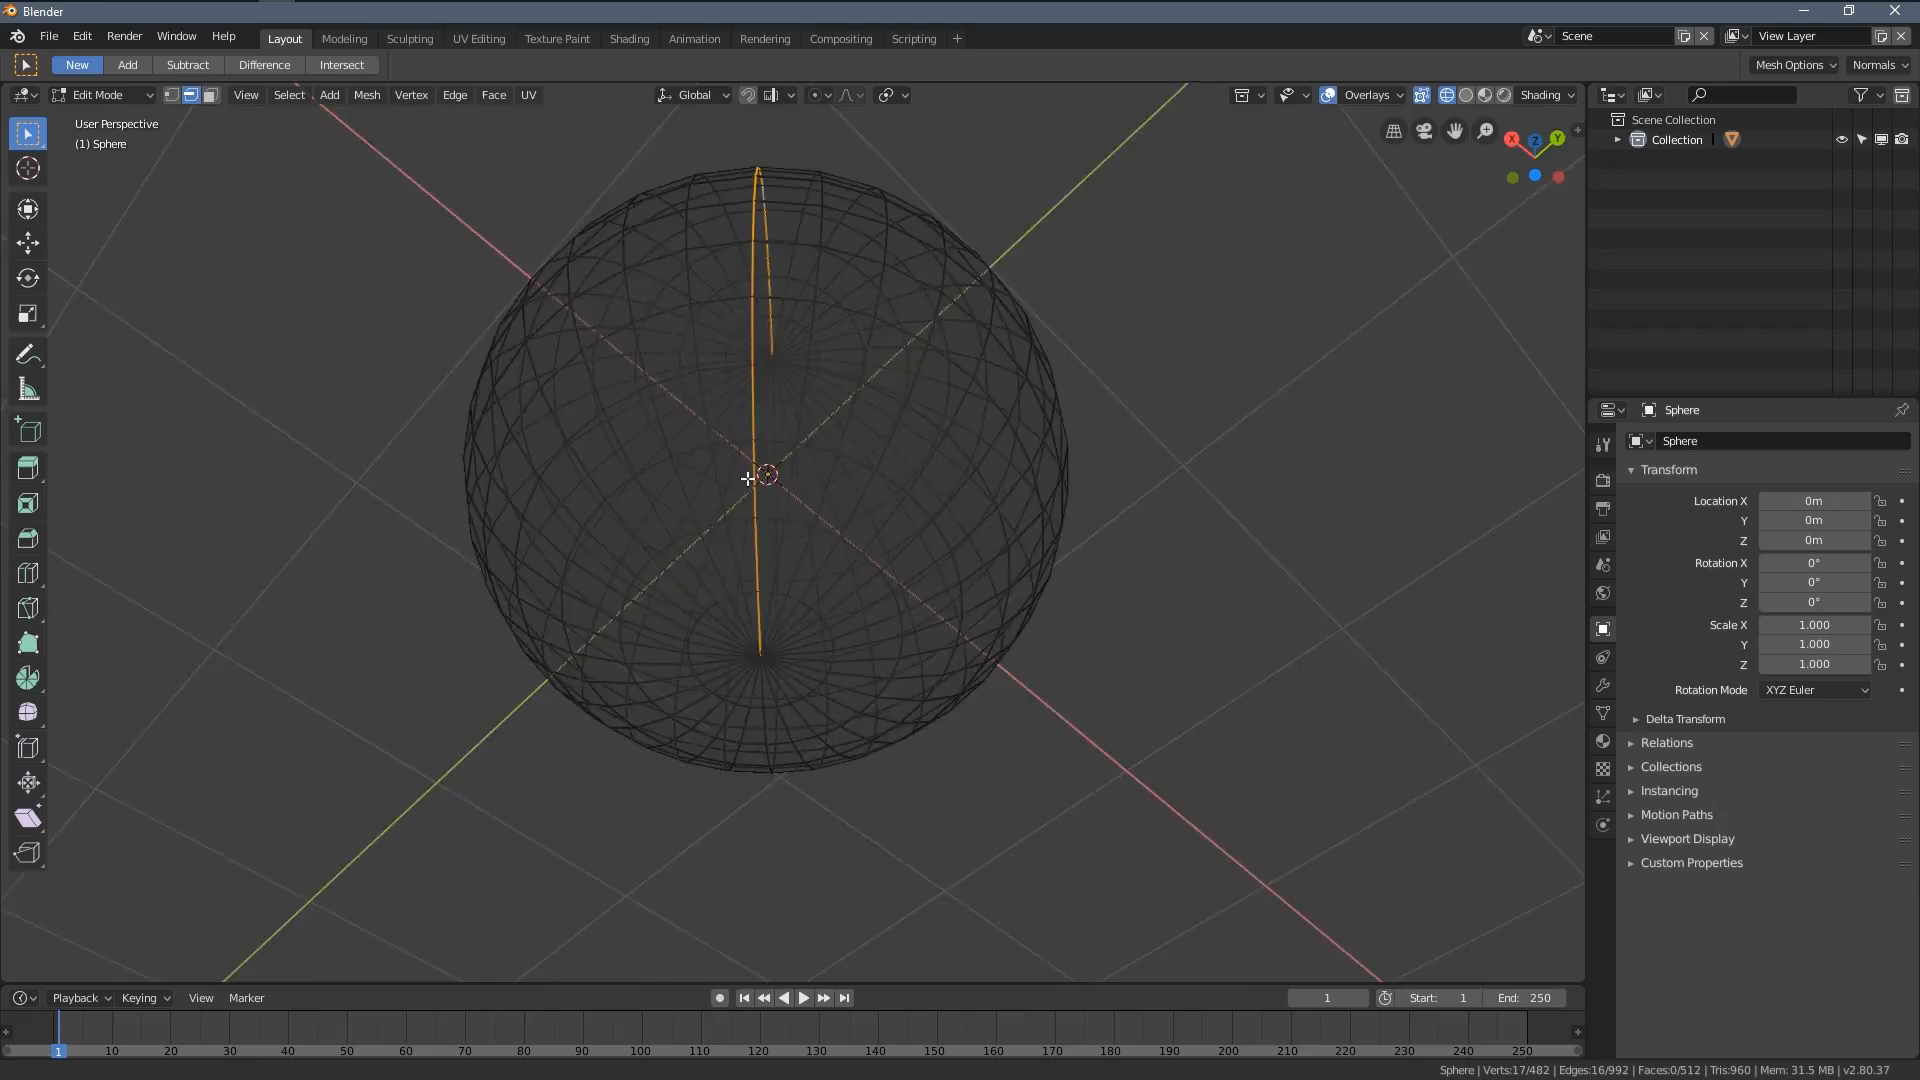 Blender
File Edit Render Window Help Layout Modeling Sculpting UV Editing Texture Paint Shading Animation Rendering Compositing Scripting + Scene View Layer
New Add Subtract Difference Intersect Mesh Options Normals
Edit Mode View Select Add Mesh Vertex Edge Face UV Global Overlays Shading
User Perspective
(1) Sphere
X Z Y
Scene Collection
Collection
Sphere
Sphere
Transform
Location X 0m
Y 0m
Z 0m
Rotation X 0°
Y 0°
Z 0°
Scale X 1.000
Y 1.000
Z 1.000
Rotation Mode XYZ Euler
Delta Transform
Relations
Collections
Instancing
Motion Paths
Viewport Display
Custom Properties
Playback Keying View Marker 1 Start: 1 End: 250
1 10 20 30 40 50 60 70 80 90 100 110 120 130 140 150 160 170 180 190 200 210 220 230 240 250
Sphere | Verts:17/482 | Edges:16/992 | Faces:0/512 | Tris:960 | Mem: 31.5 MB | v2.80.37